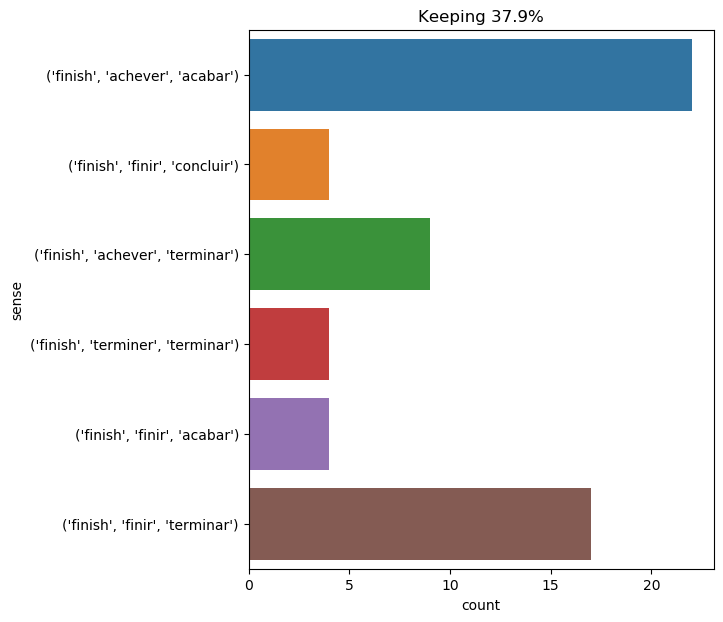 Keeping 37.9%
('finish', 'achever', 'acabar')
('finish', 'finir', 'concluir')
('finish', 'achever', 'terminar')
('finish', 'terminer', 'terminar')
('finish', 'finir', 'acabar')
('finish', 'finir', 'terminar')
sense
0 5 10 15 20
count